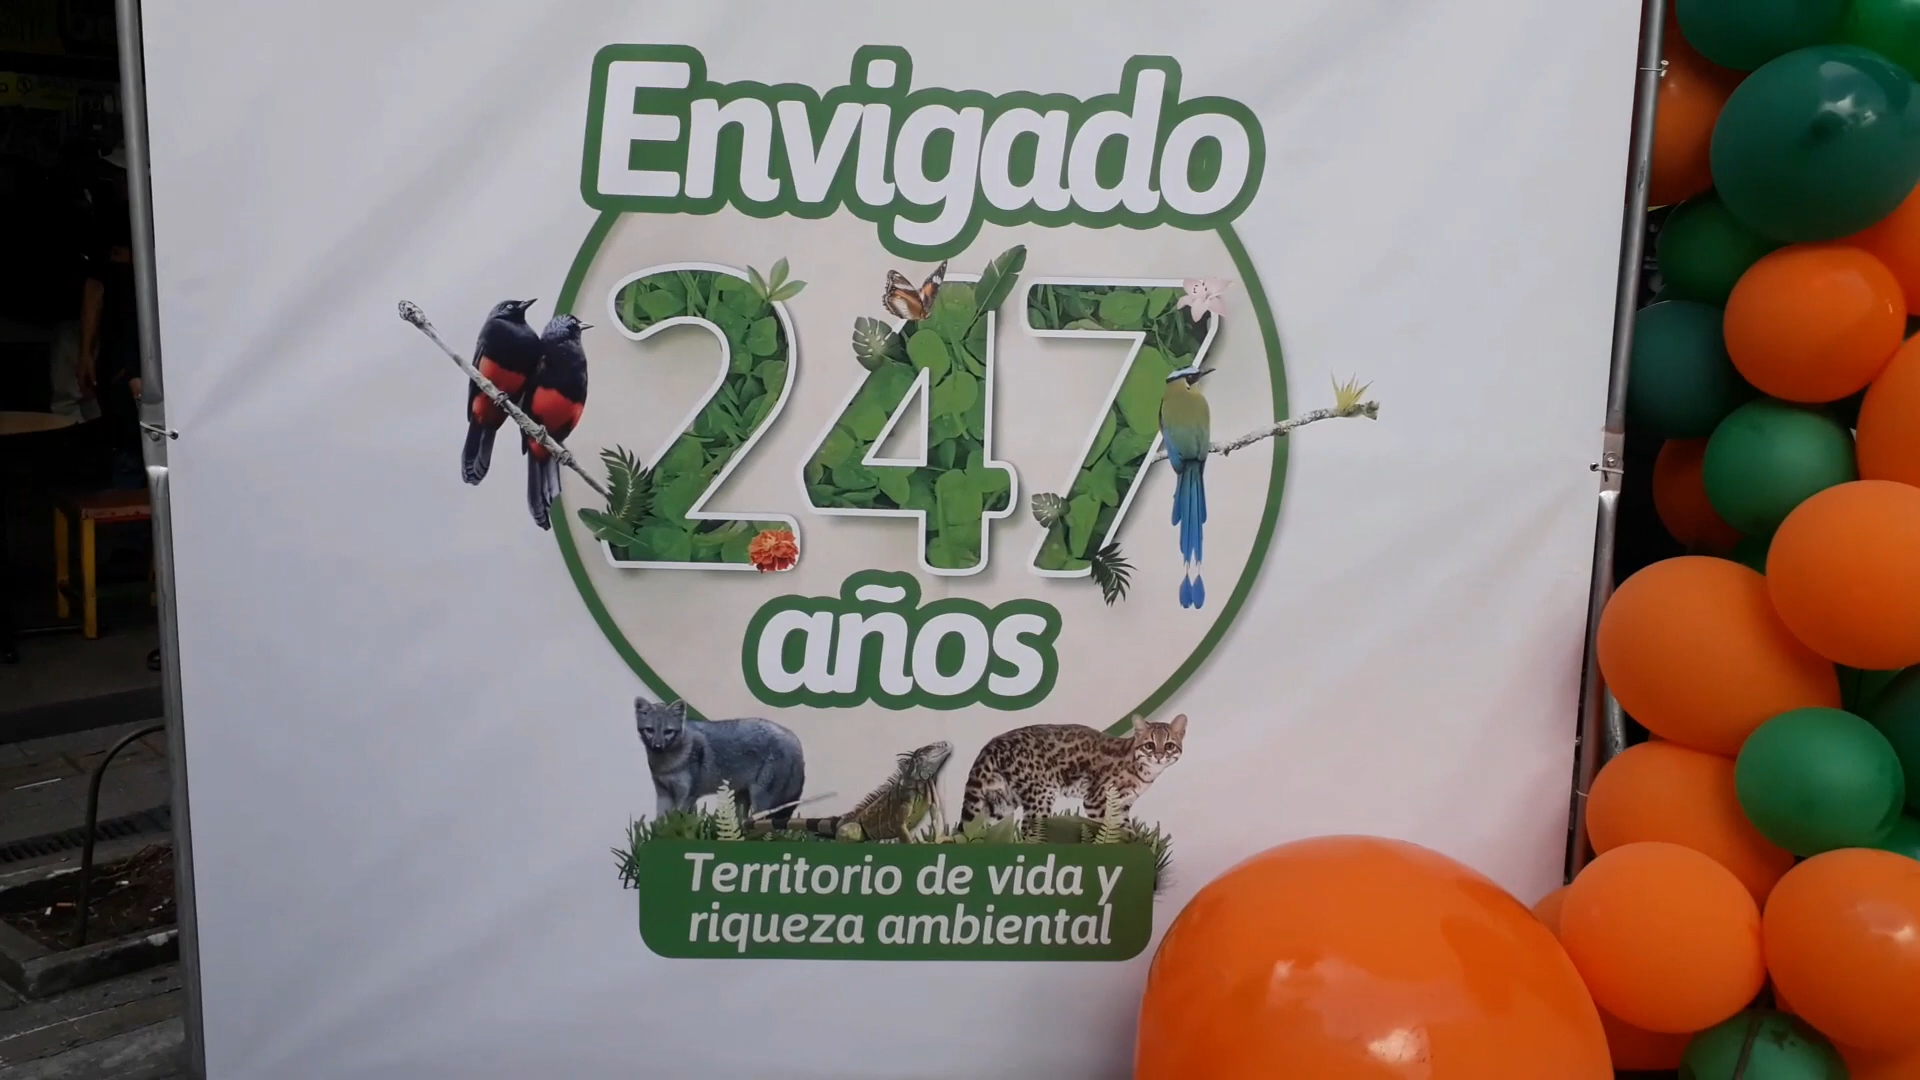 Envigado
247
años
Territorio de vida y
riqueza ambiental